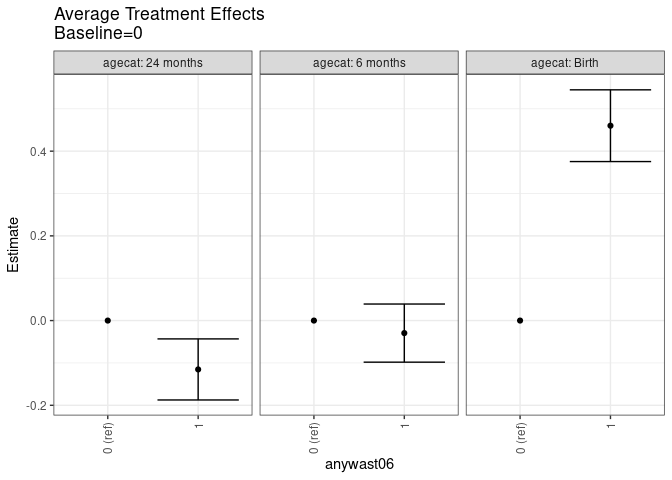 Average Treatment Effects
Baseline=0
agecat: 24 months
agecat: 6 months
agecat: Birth
Estimate
0.4
0.2
0.0
-0.2
0 (ref)
1
0 (ref)
1
0 (ref)
1
anywast06